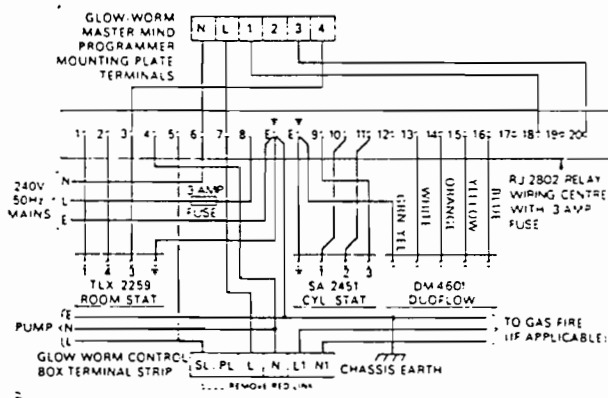 GLOW-WORM
MASTER MIND
PROGRAMMER
MOUNTING PLATE
TERMINALS
N L 1 2 3 4
1 2 3 4 5 6 7 8 E E 9 10 11 12 13 14 15 16 17 18 19 20
240V
50Hz
MAINS
N
L
E
3 AMP
FUSE
GRN YEL
WHITE
ORANGE
YELLOW
BLUE
RJ 2802 RELAY
WIRING CENTRE
WITH 3 AMP
FUSE
1 4 3
TLX 2259
ROOM STAT
1 2 3
SA 2451
CYL STAT
DM 4601
DUOFLOW
PUMP
E
N
L
TO GAS FIRE
(IF APPLICABLE)
GLOW WORM CONTROL
BOX TERMINAL STRIP
SL PL L N L1 N1
CHASSIS EARTH
REMOVE RED LINK